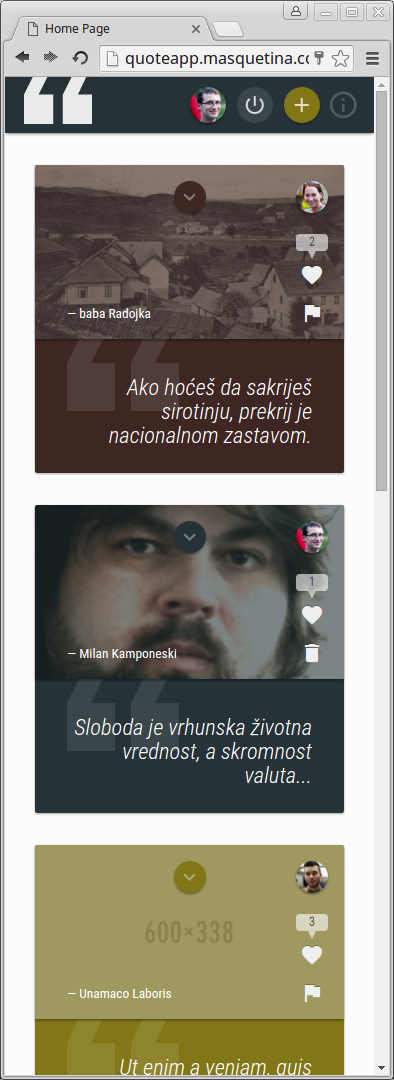 Home Page
quoteapp.masquetina.co
2
— baba Radojka
Ako hoćeš da sakriješ
sirotinju, prekrij je
nacionalnom zastavom.
1
— Milan Kamponeski
Sloboda je vrhunska životna
vrednost, a skromnost
valuta...
600×338
3
— Unamaco Laboris
Ut enim a veniam, quis